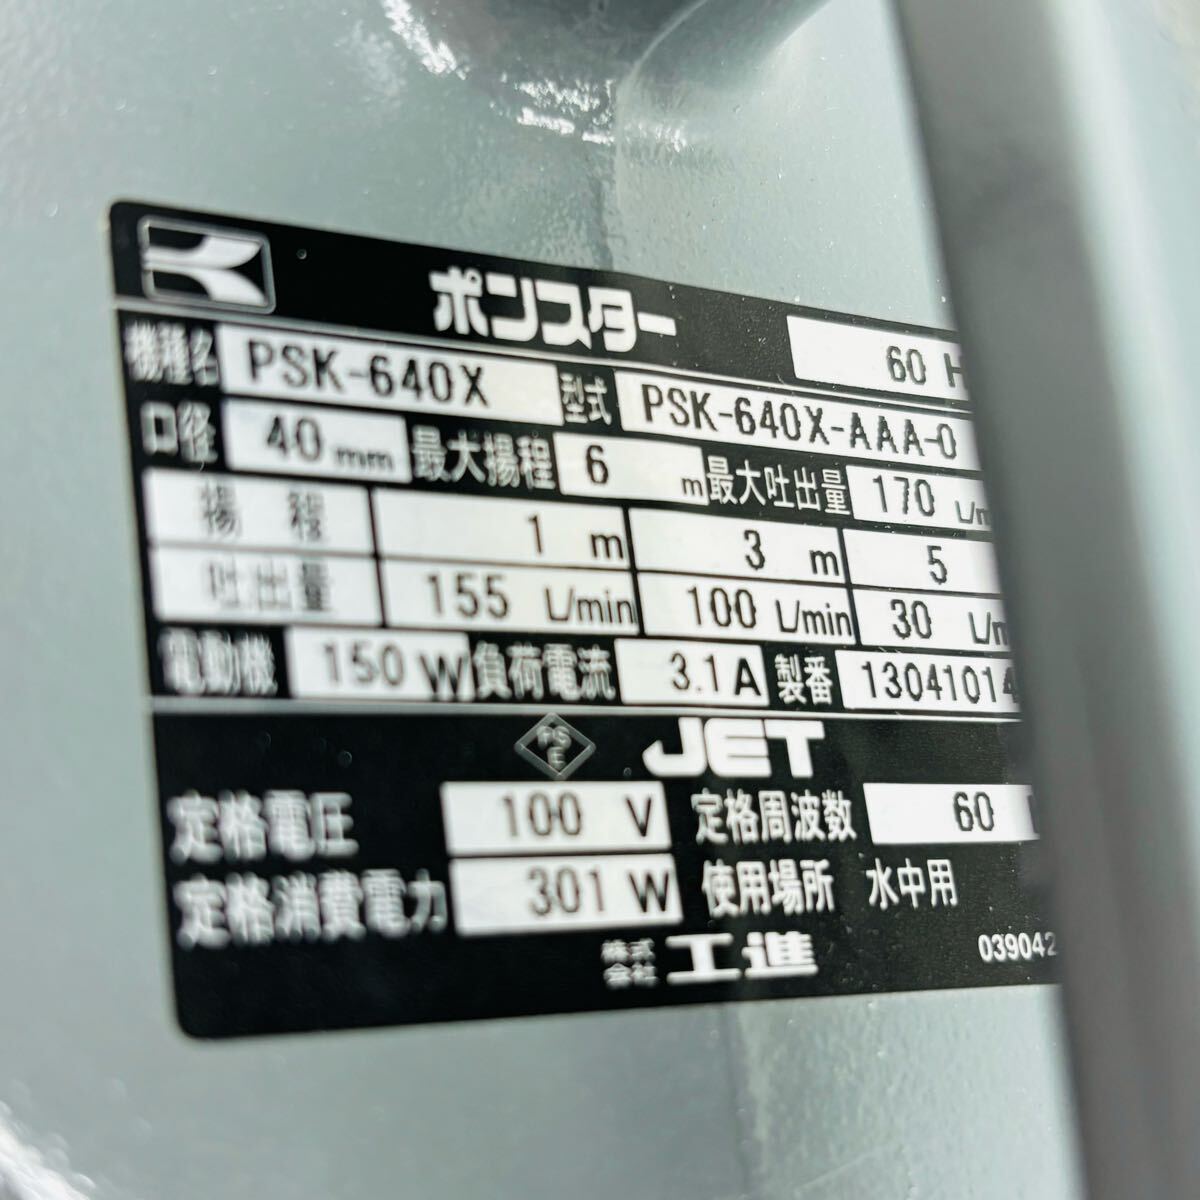 ポンスター 60 H
機種名 PSK-640X 型式 PSK-640X-AAA-0
口径 40 mm 最大揚程 6 m 最大吐出量 170 L/m
揚程 1 m 3 m 5
吐出量 155 L/min 100 L/min 30 L/m
電動機 150 W 負荷電流 3.1 A 製番 13041014
PSE JET
定格電圧 100 V 定格周波数 60
定格消費電力 301 W 使用場所 水中用
株式会社 工進 039042